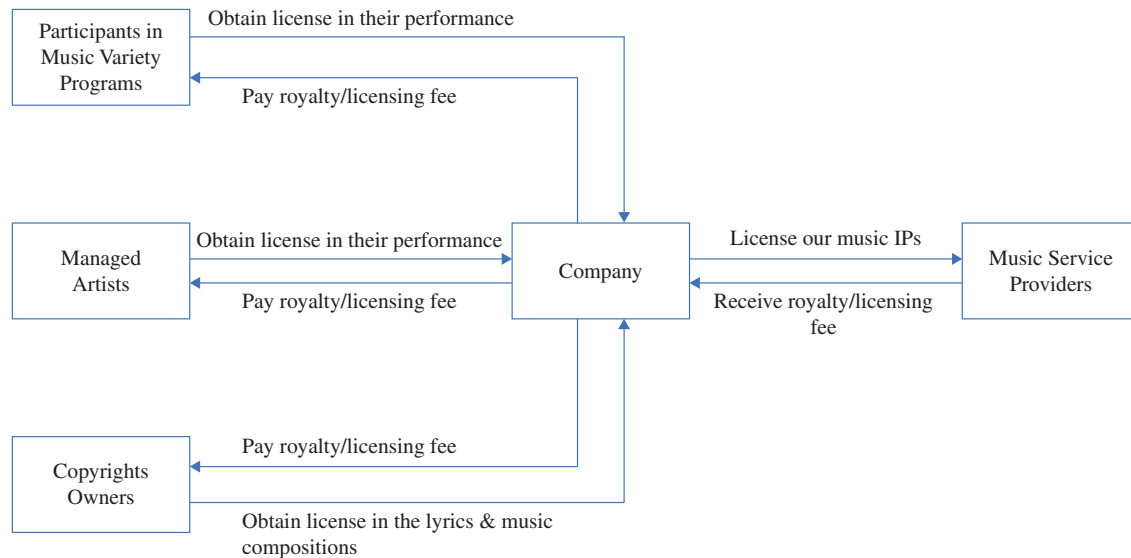 Obtain license in their performance
Participants in
Music Variety
Programs
Pay royalty/licensing fee
Managed
Artists
Obtain license in their performance
Pay royalty/licensing fee
Company
License our music IPs
Receive royalty/licensing
fee
Music Service
Providers
Copyrights
Owners
Pay royalty/licensing fee
Obtain license in the lyrics & music
compositions